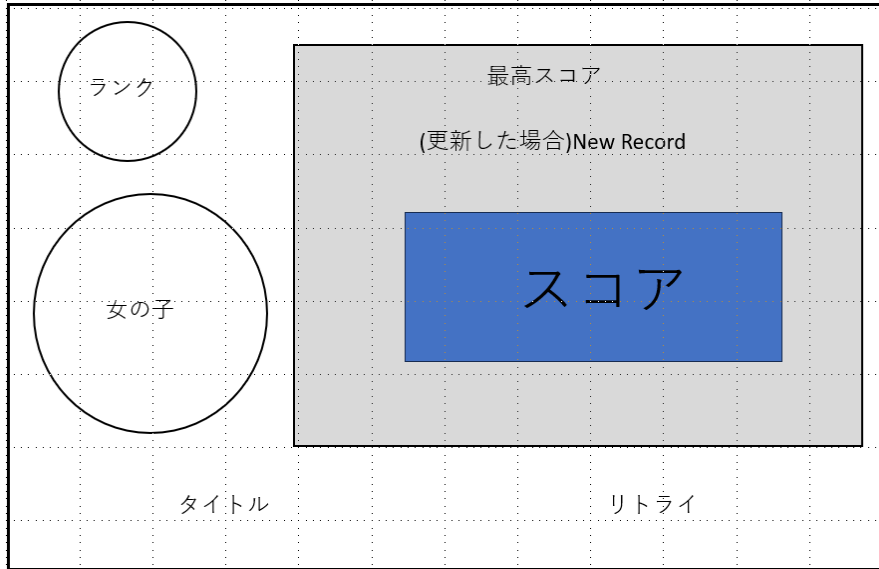 ランク
最高スコア
(更新した場合)New Record
スコア
女の子
タイトル
リトライ